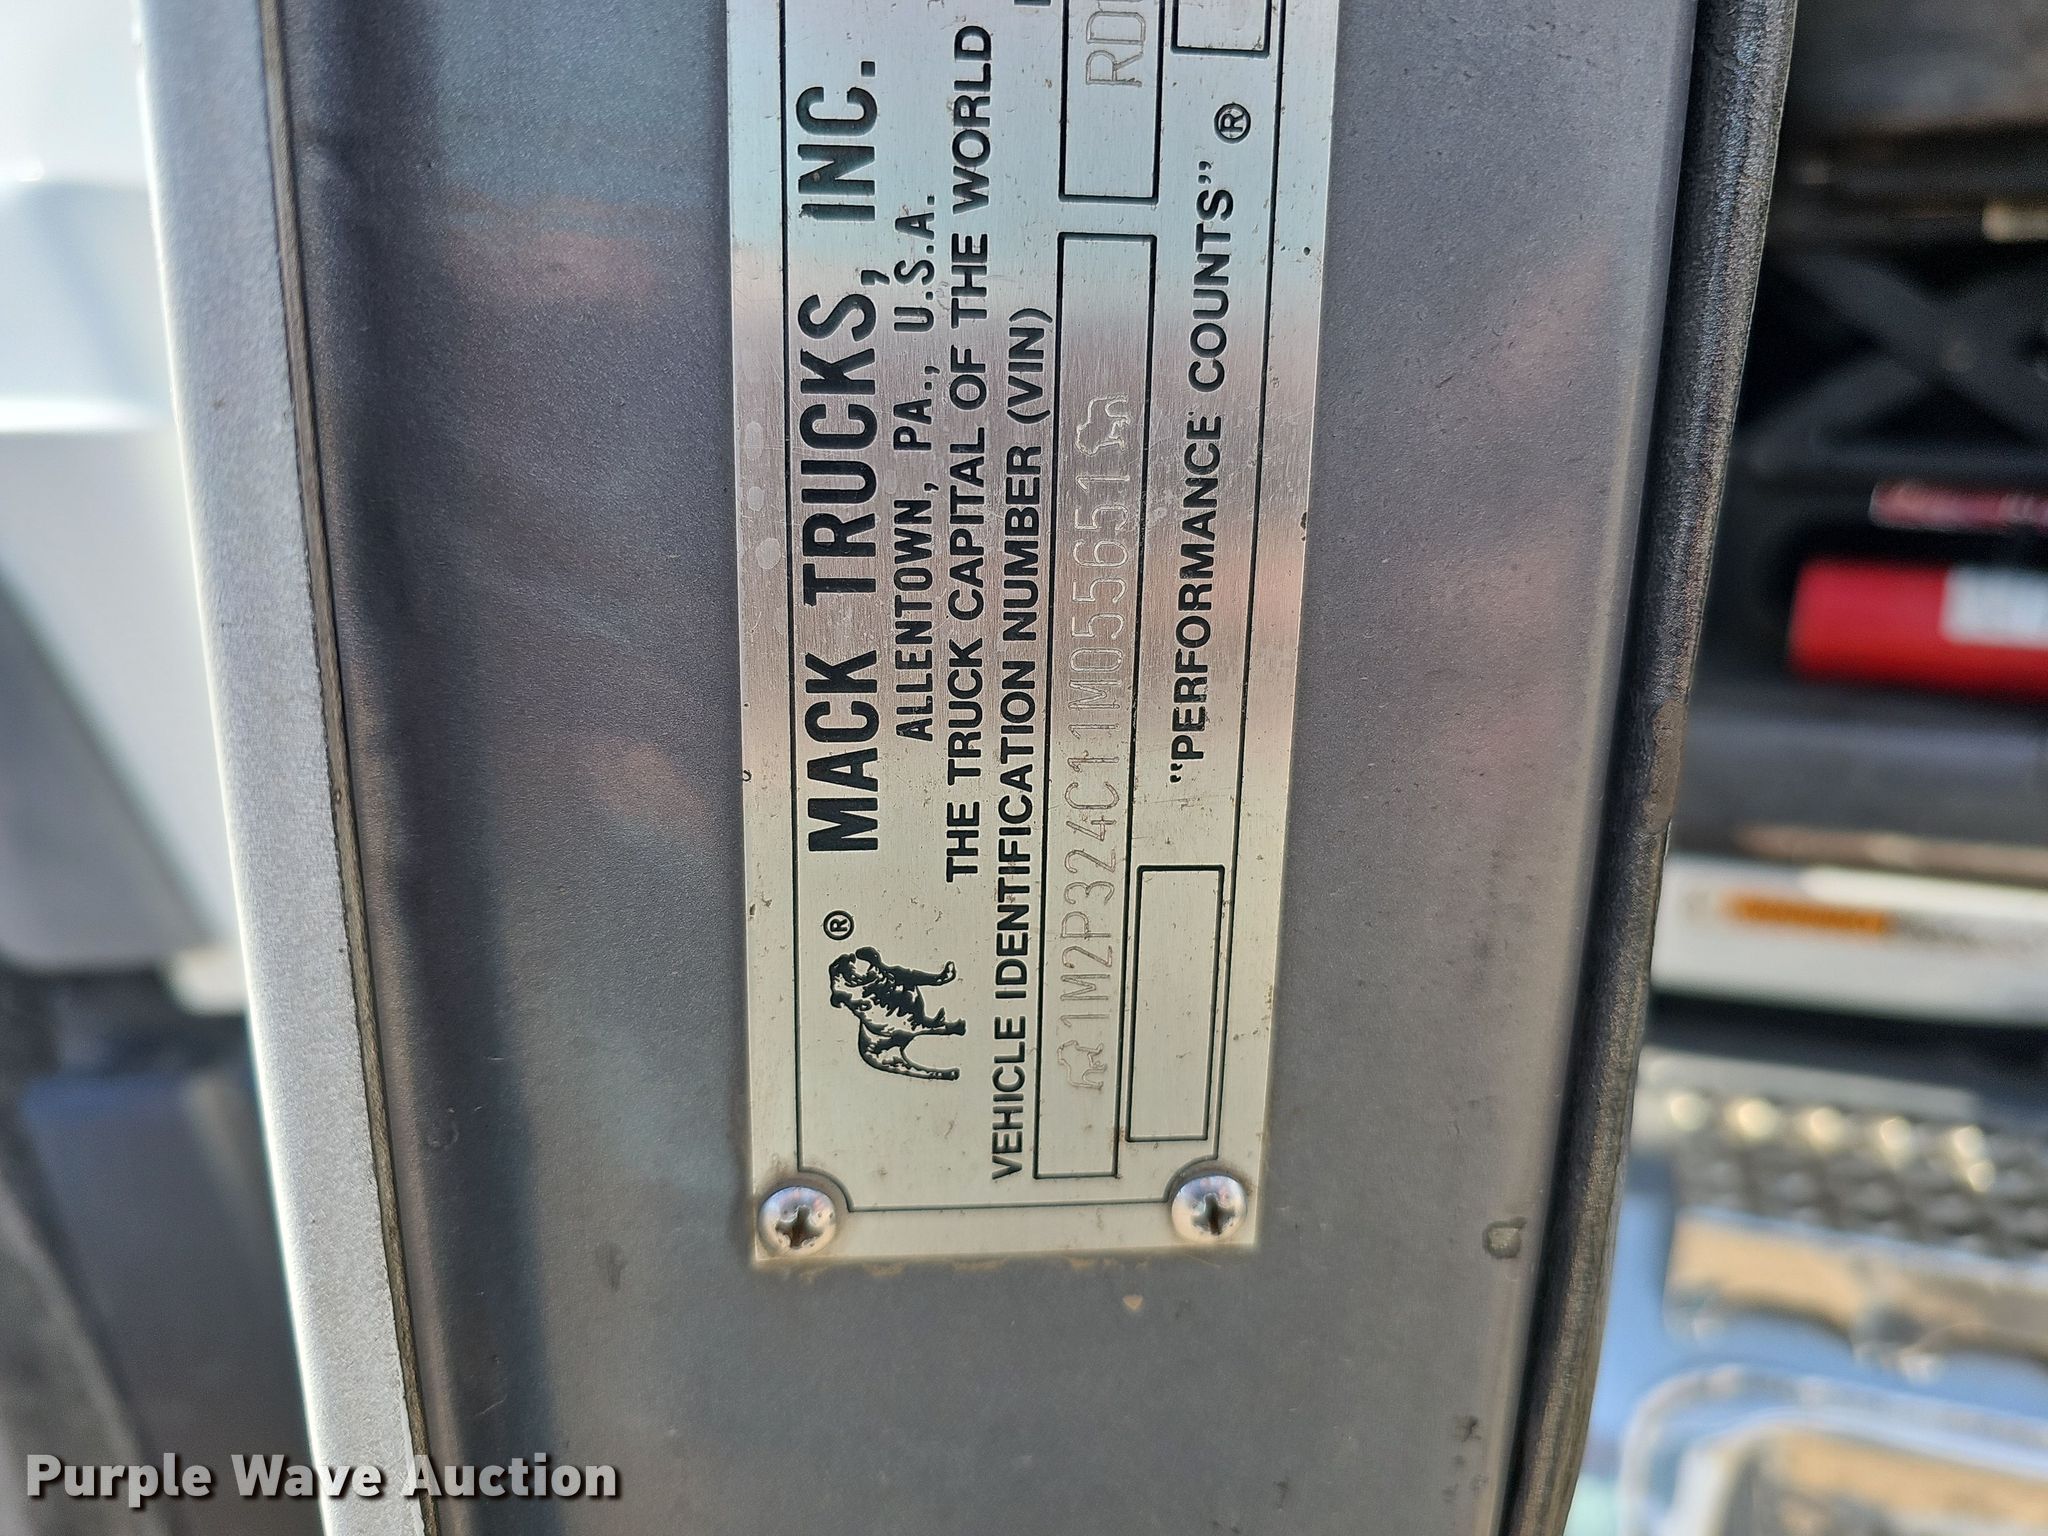 MACK TRUCKS, INC.
ALLENTOWN, PA., U.S.A.
THE TRUCK CAPITAL OF THE WORLD
VEHICLE IDENTIFICATION NUMBER (VIN)
1M2P324C11M055651
RD
"PERFORMANCE COUNTS" ®
®
Purple Wave Auction